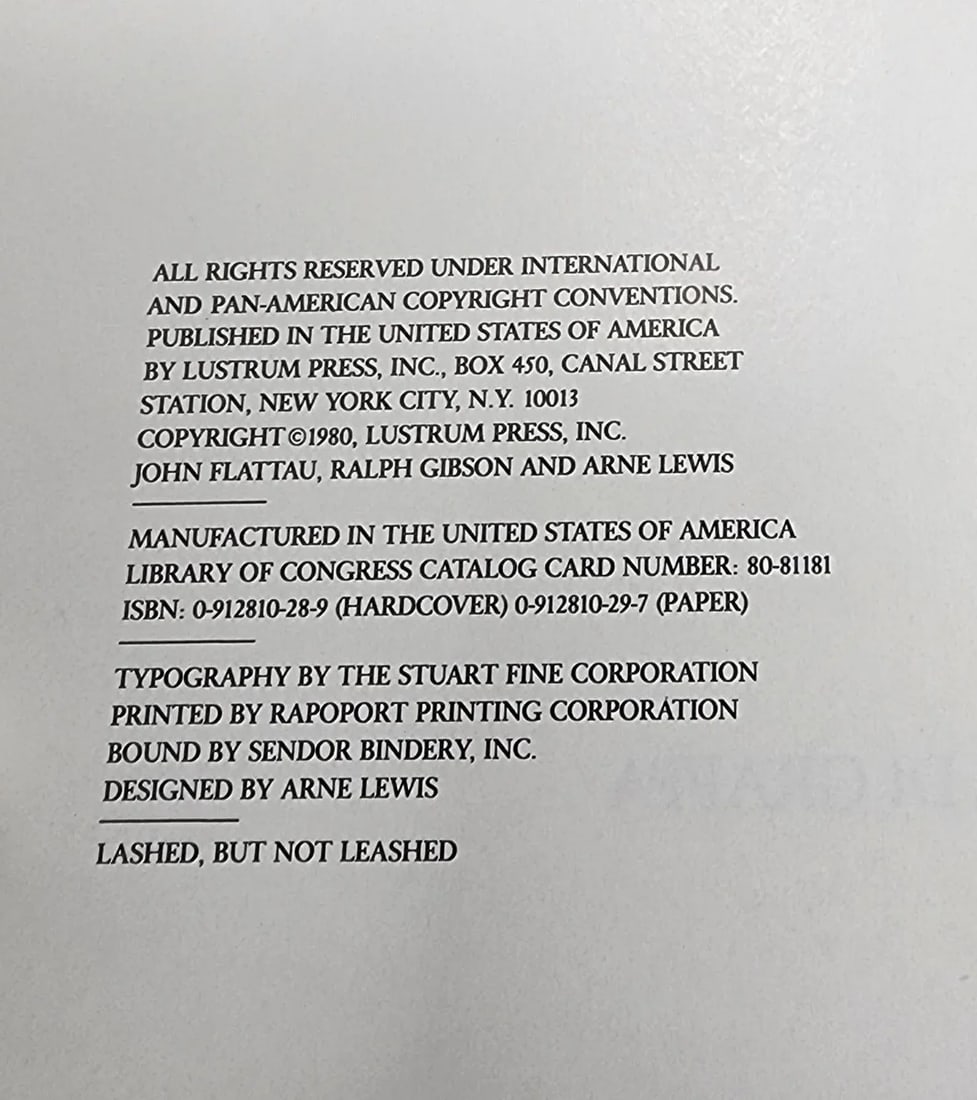 ALL RIGHTS RESERVED UNDER INTERNATIONAL
AND PAN-AMERICAN COPYRIGHT CONVENTIONS.
PUBLISHED IN THE UNITED STATES OF AMERICA
BY LUSTRUM PRESS, INC., BOX 450, CANAL STREET
STATION, NEW YORK CITY, N.Y. 10013
COPYRIGHT©1980, LUSTRUM PRESS, INC.
JOHN FLATTAU, RALPH GIBSON AND ARNE LEWIS
MANUFACTURED IN THE UNITED STATES OF AMERICA
LIBRARY OF CONGRESS CATALOG CARD NUMBER: 80-81181
ISBN: 0-912810-28-9 (HARDCOVER) 0-912810-29-7 (PAPER)
TYPOGRAPHY BY THE STUART FINE CORPORATION
PRINTED BY RAPOPORT PRINTING CORPORATION
BOUND BY SENDOR BINDERY, INC.
DESIGNED BY ARNE LEWIS
LASHED, BUT NOT LEASHED